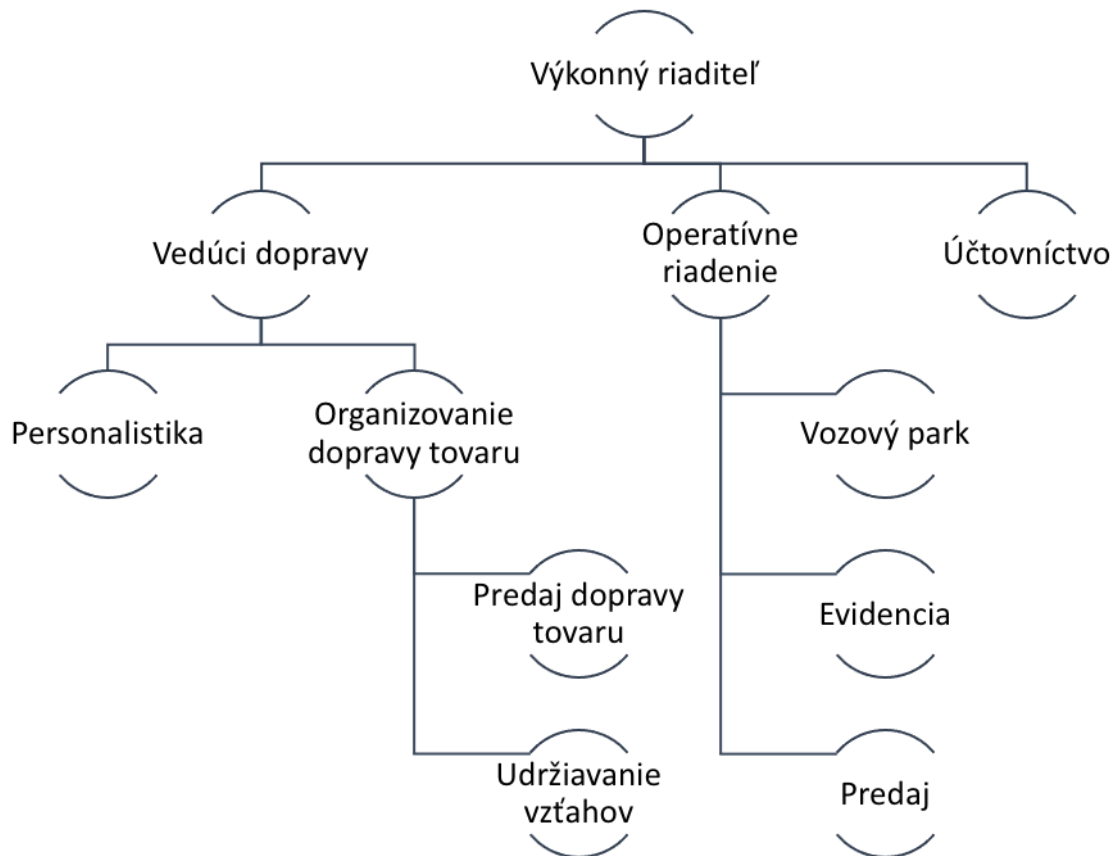 Výkonný riaditeľ
Vedúci dopravy
Operatívne
riadenie
Účtovníctvo
Personalistika
Organizovanie
dopravy tovaru
Vozový park
Predaj dopravy
tovaru
Evidencia
Udržiavanie
vzťahov
Predaj